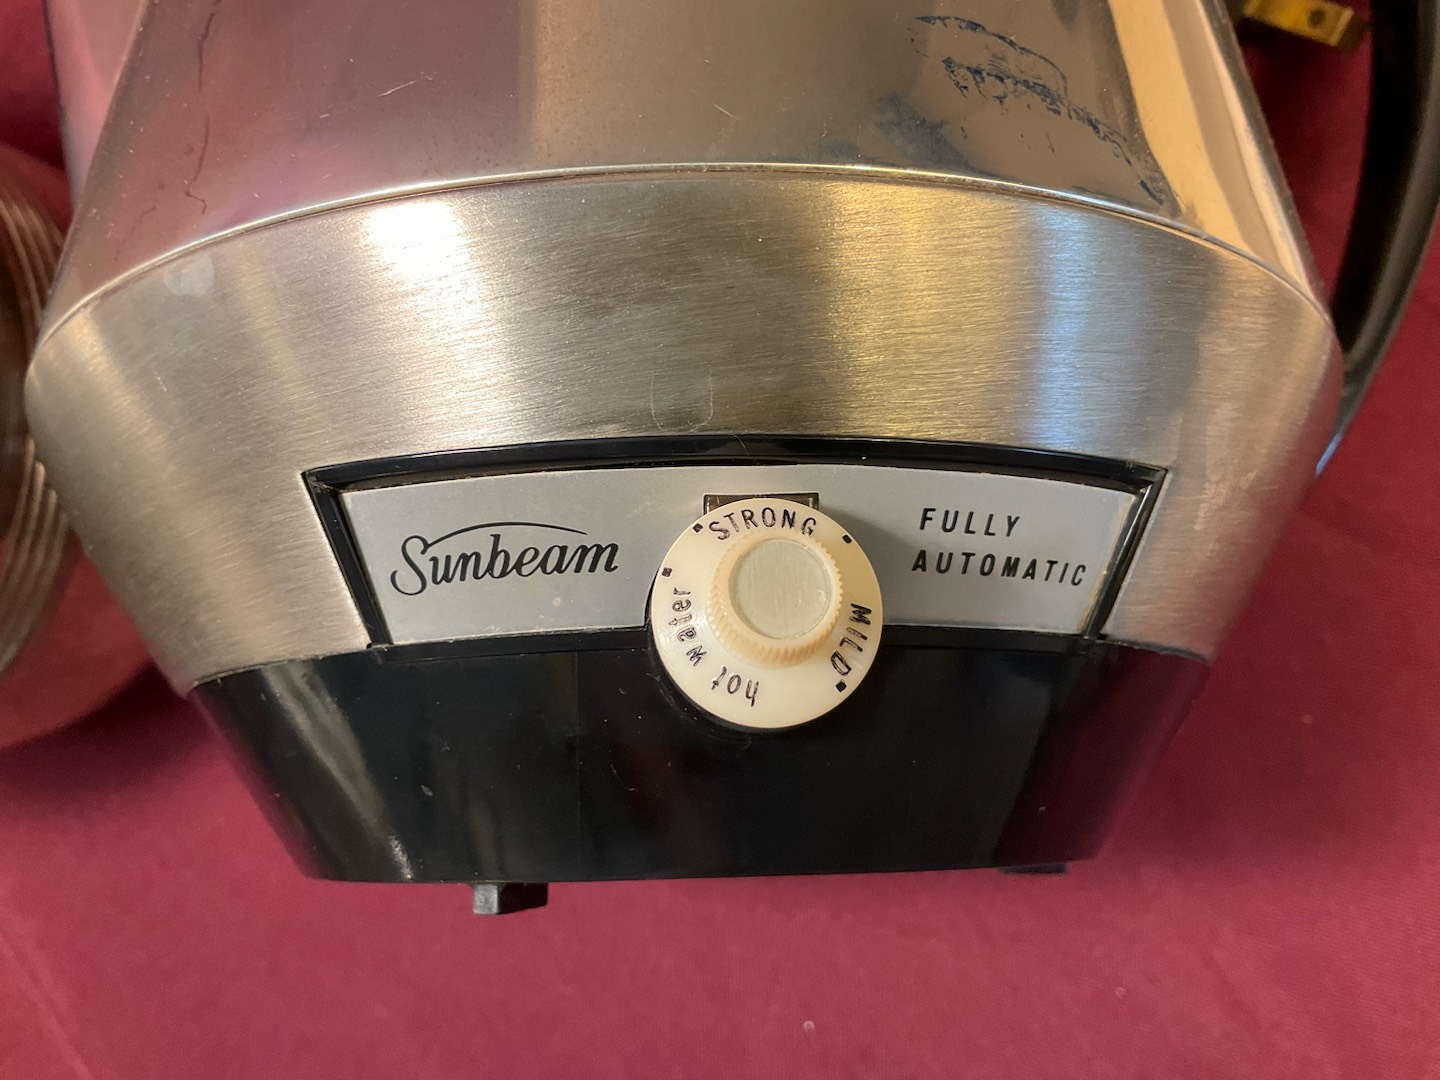 Sunbeam
STRONG
MILD
hot water
FULLY
AUTOMATIC